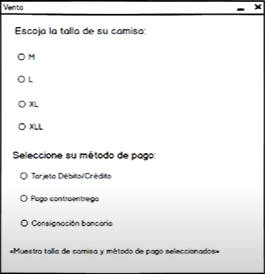 Venta
Escoja la talla de su camisa:
M
L
XL
XLL
Seleccione su método de pago:
Tarjeta Débito/Crédito
Pago contraentrega
Consignación bancaria
«Muestra talla de camisa y método de pago seleccionados»